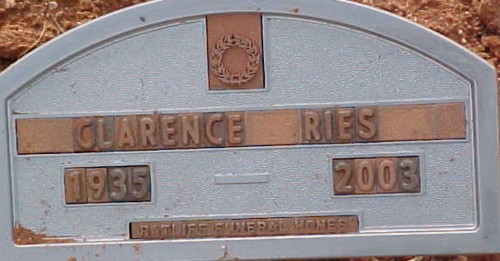 CLARENCE RIES
1935 2003
RATLIFF FUNERAL HOMES